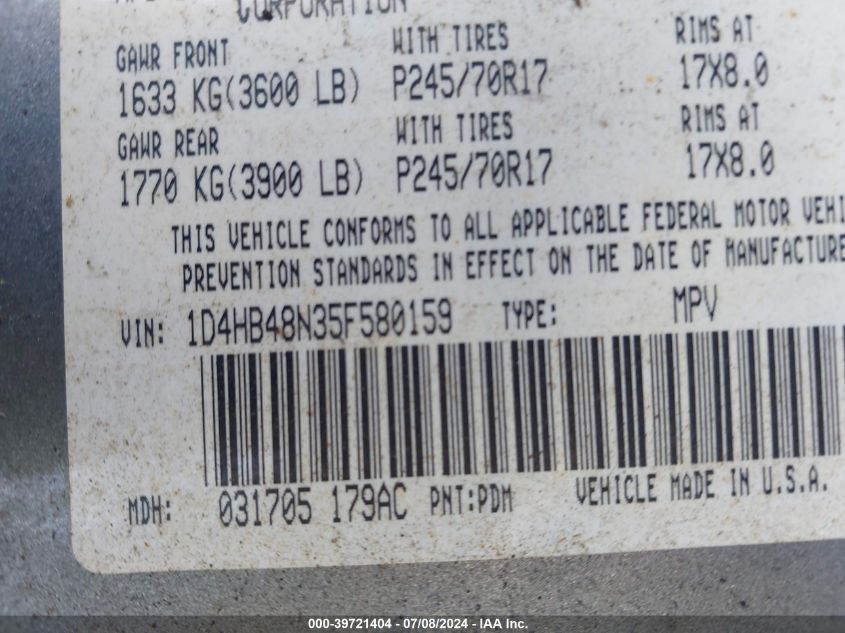 CORPORATION
GAWR FRONT WITH TIRES RIMS AT
1633 KG(3600 LB) P245/70R17 17X8.0
GAWR REAR WITH TIRES RIMS AT
1770 KG(3900 LB) P245/70R17 17X8.0
THIS VEHICLE CONFORMS TO ALL APPLICABLE FEDERAL MOTOR VEHI
PREVENTION STANDARDS IN EFFECT ON THE DATE OF MANUFACTURE
VIN: 1D4HB48N35F580159 TYPE: MPV
MDH: 031705 179AC PNT:PDM VEHICLE MADE IN U.S.A.
000-39721404 - 07/08/2024 - IAA Inc.